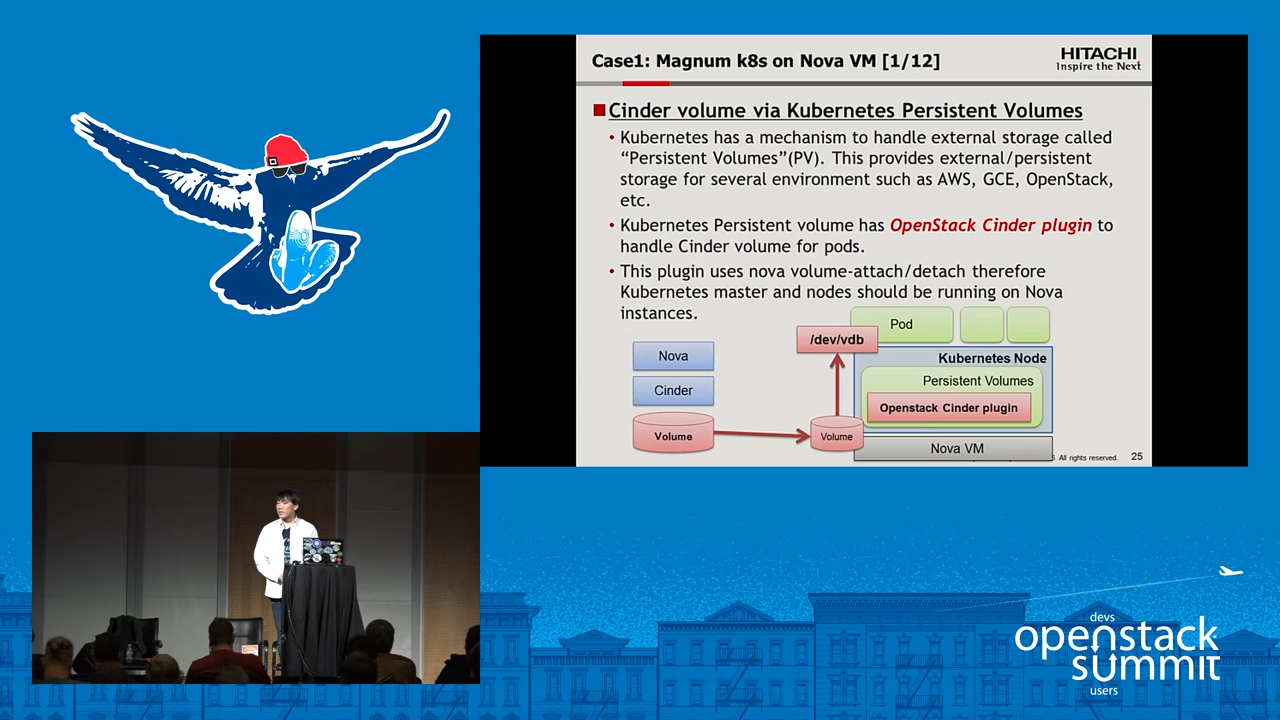 Case1: Magnum k8s on Nova VM [1/12]
HITACHI
Inspire the Next
Cinder volume via Kubernetes Persistent Volumes
• Kubernetes has a mechanism to handle external storage called
“Persistent Volumes”(PV). This provides external/persistent
storage for several environment such as AWS, GCE, OpenStack,
etc.
• Kubernetes Persistent volume has OpenStack Cinder plugin to
handle Cinder volume for pods.
• This plugin uses nova volume-attach/detach therefore
Kubernetes master and nodes should be running on Nova
instances.
Pod
/dev/vdb
Nova
Kubernetes Node
Persistent Volumes
Cinder
Openstack Cinder plugin
Volume
Volume
Nova VM
All rights reserved.
25
devs
openstack
summit
users